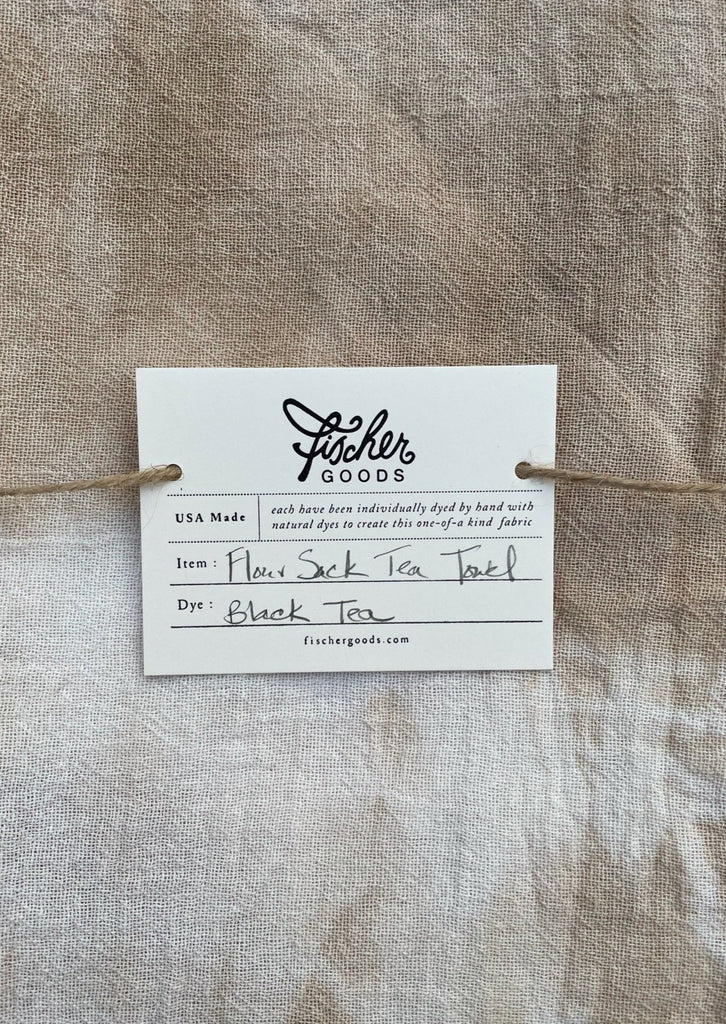 Fischer
GOODS
USA Made
each have been individually dyed by hand with
natural dyes to create this one-of-a kind fabric
Item : Flour Sack Tea Towel
Dye : Black Tea
fischergoods.com